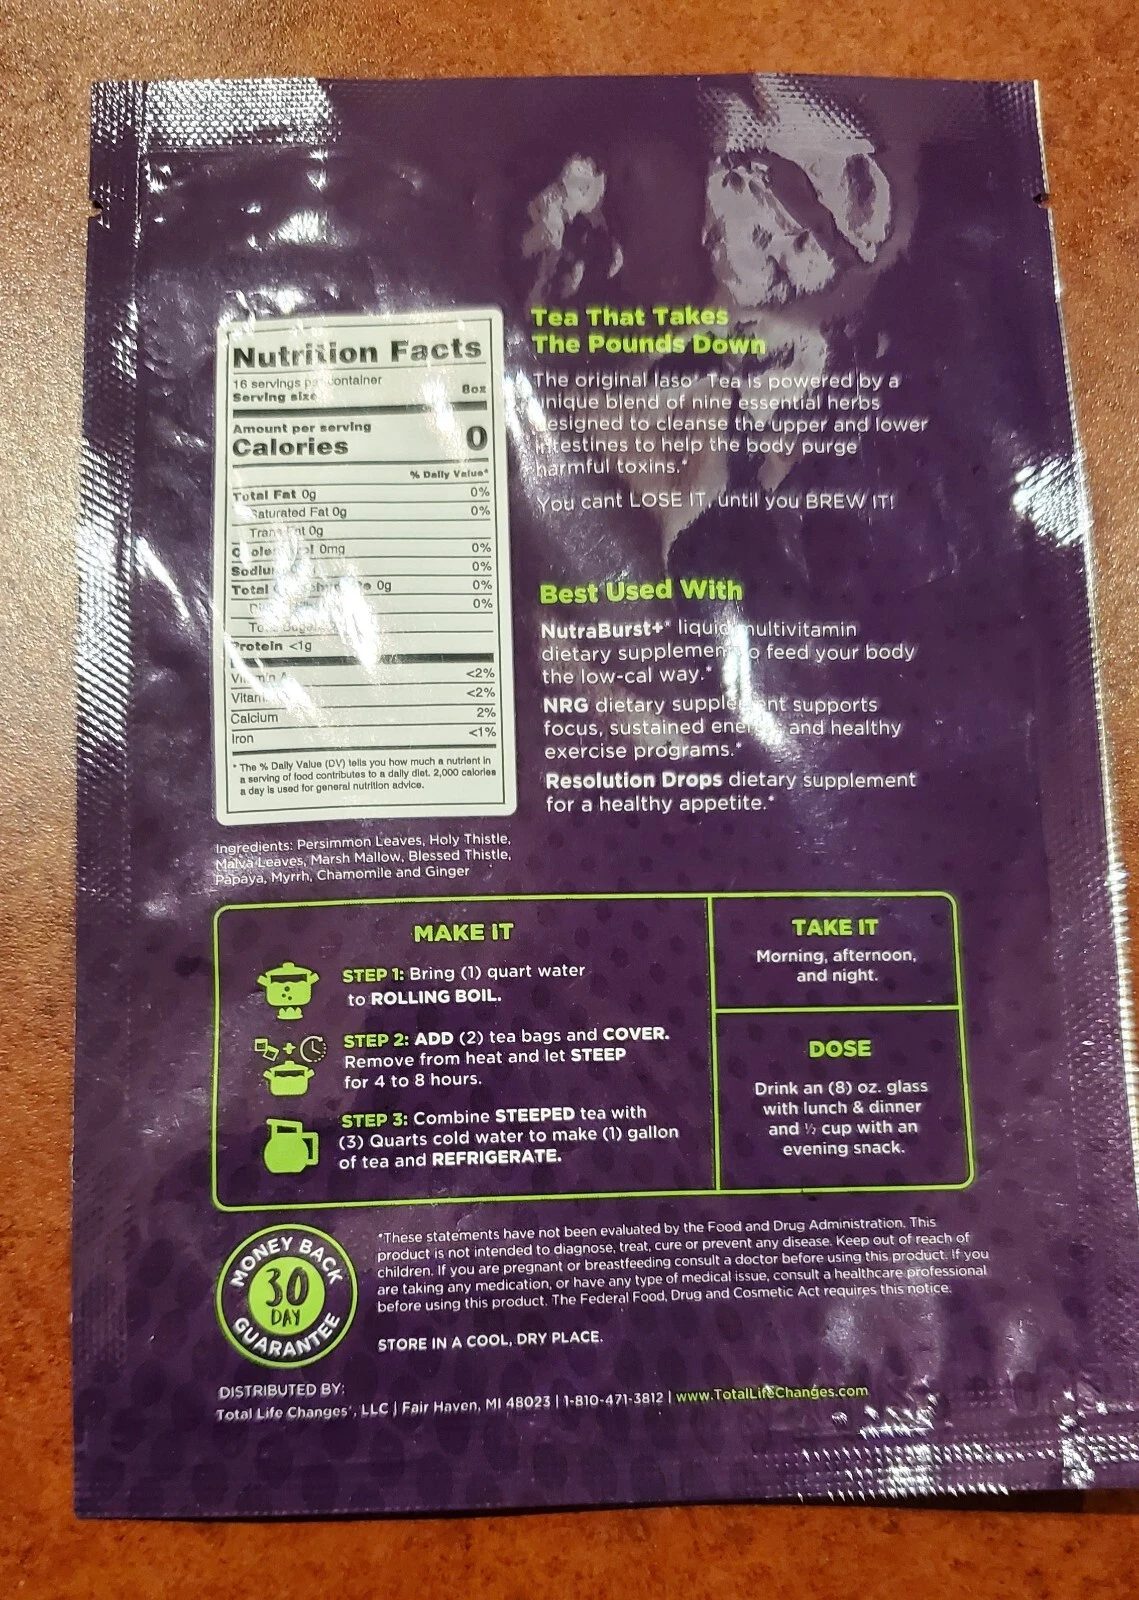 Nutrition Facts
16 servings container
Serving size Box
Amount per serving
Calories 0
% Daily Value*
Total Fat 0g 0%
Saturated Fat 0g 0%
0g
0mg 0%
0%
Total 0g 0%
0%
Protein <1g
<2%
<2%
Calcium 2%
Iron <1%
* The % Daily Value (DV) tells you how much a nutrient in
a serving of food contributes to a daily diet. 2,000 calories
a day is used for general nutrition advice.
Ingredients: Persimmon Leaves, Holy Thistle,
Malva Leaves, Marsh Mallow, Blessed Thistle,
Papaya, Myrrh, Chamomile and Ginger
Tea That Takes
The Pounds Down
The original Iaso® Tea is powered by a
unique blend of nine essential herbs
designed to cleanse the upper and lower
intestines to help the body purge
harmful toxins.*
You cant LOSE IT, until you BREW IT!
Best Used With
NutraBurst+® liquid multivitamin
dietary supplement to feed your body
the low-cal way.*
NRG dietary supplement supports
focus, sustained energy and healthy
exercise programs.*
Resolution Drops dietary supplement
for a healthy appetite.*
MAKE IT
STEP 1: Bring (1) quart water
to ROLLING BOIL.
STEP 2: ADD (2) tea bags and COVER.
Remove from heat and let STEEP
for 4 to 8 hours.
STEP 3: Combine STEEPED tea with
(3) Quarts cold water to make (1) gallon
of tea and REFRIGERATE.
TAKE IT
Morning, afternoon,
and night.
DOSE
Drink an (8) oz. glass
with lunch & dinner
and ½ cup with an
evening snack.
MONEY BACK
30
DAY
GUARANTEE
*These statements have not been evaluated by the Food and Drug Administration. This
product is not intended to diagnose, treat, cure or prevent any disease. Keep out of reach of
children. If you are pregnant or breastfeeding consult a doctor before using this product. If you
are taking any medication, or have any type of medical issue, consult a healthcare professional
before using this product. The Federal Food, Drug and Cosmetic Act requires this notice.
STORE IN A COOL, DRY PLACE.
DISTRIBUTED BY:
Total Life Changes®, LLC | Fair Haven, MI 48023 | 1-810-471-3812 | www.TotalLifeChanges.com